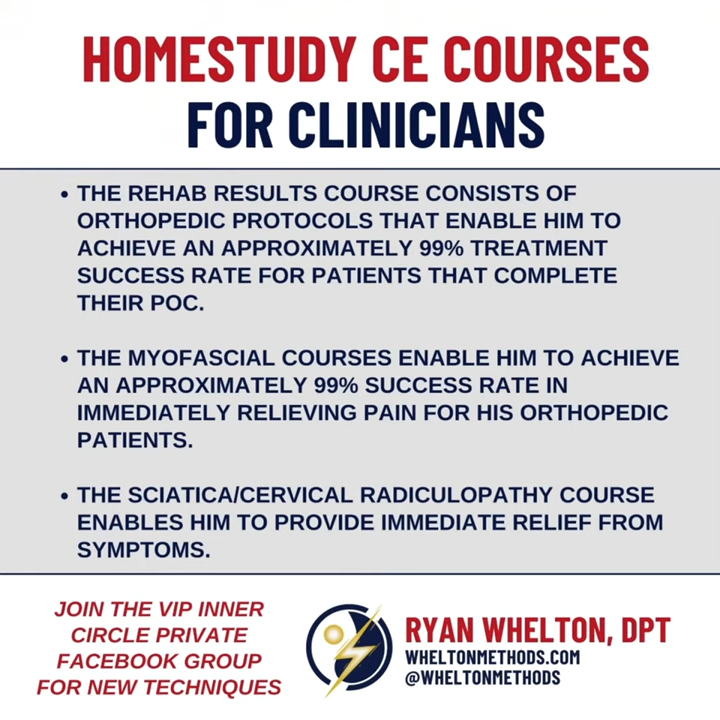 HOMESTUDY CE COURSES
FOR CLINICIANS
• THE REHAB RESULTS COURSE CONSISTS OF
ORTHOPEDIC PROTOCOLS THAT ENABLE HIM TO
ACHIEVE AN APPROXIMATELY 99% TREATMENT
SUCCESS RATE FOR PATIENTS THAT COMPLETE
THEIR POC.
• THE MYOFASCIAL COURSES ENABLE HIM TO ACHIEVE
AN APPROXIMATELY 99% SUCCESS RATE IN
IMMEDIATELY RELIEVING PAIN FOR HIS ORTHOPEDIC
PATIENTS.
• THE SCIATICA/CERVICAL RADICULOPATHY COURSE
ENABLES HIM TO PROVIDE IMMEDIATE RELIEF FROM
SYMPTOMS.
JOIN THE VIP INNER
CIRCLE PRIVATE
FACEBOOK GROUP
FOR NEW TECHNIQUES
RYAN WHELTON, DPT
WHELTONMETHODS.COM
@WHELTONMETHODS